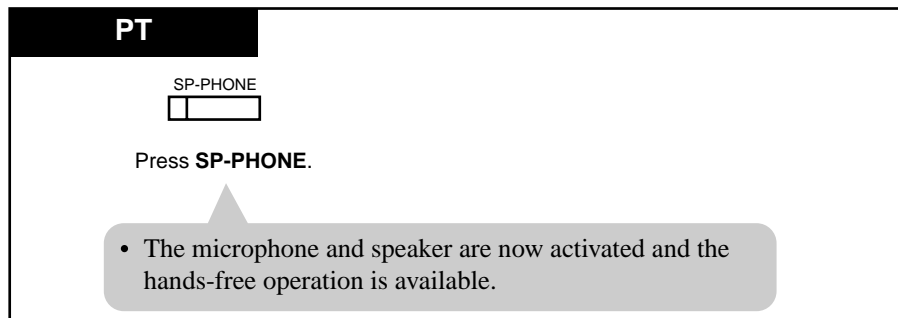 PT
SP-PHONE
Press SP-PHONE.
• The microphone and speaker are now activated and the
hands-free operation is available.